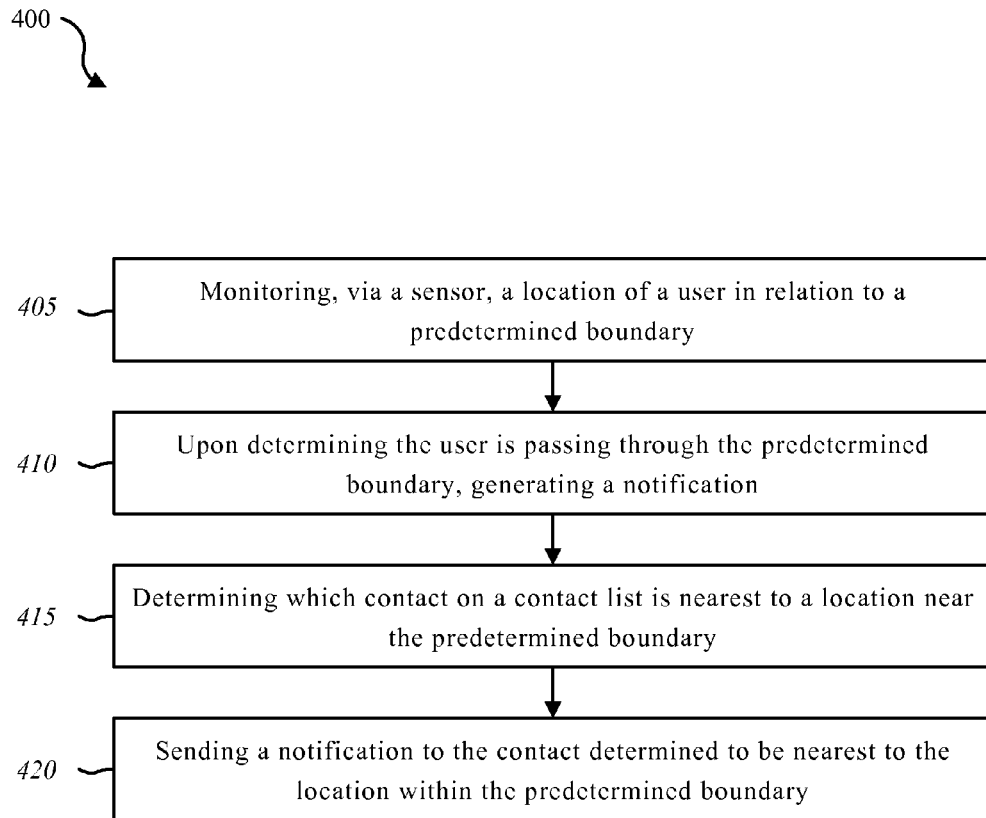 400
405
Monitoring, via a sensor, a location of a user in relation to a
predetermined boundary
410
Upon determining the user is passing through the predetermined
boundary, generating a notification
415
Determining which contact on a contact list is nearest to a location near
the predetermined boundary
420
Sending a notification to the contact determined to be nearest to the
location within the predetermined boundary